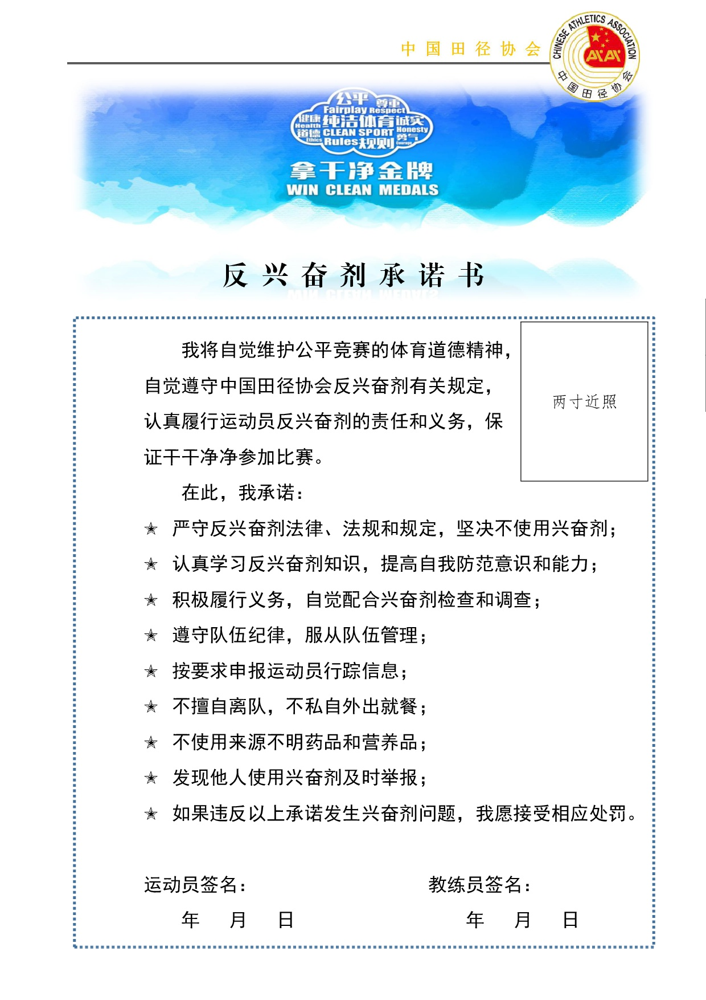 中国田径协会
CHINESE ATHLETICS ASSOCIATION
中国田径协会
公平 尊重
Fairplay Respect
健康 纯洁体育 诚实
Health CLEAN SPORT Honesty
道德 Rules 规则 勇气
Ethics Courage
拿干净金牌
WIN CLEAN MEDALS
反兴奋剂承诺书
我将自觉维护公平竞赛的体育道德精神，
自觉遵守中国田径协会反兴奋剂有关规定，
认真履行运动员反兴奋剂的责任和义务，保
证干干净净参加比赛。
两寸近照
在此，我承诺：
严守反兴奋剂法律、法规和规定，坚决不使用兴奋剂；
认真学习反兴奋剂知识，提高自我防范意识和能力；
积极履行义务，自觉配合兴奋剂检查和调查；
遵守队伍纪律，服从队伍管理；
按要求申报运动员行踪信息；
不擅自离队，不私自外出就餐；
不使用来源不明药品和营养品；
发现他人使用兴奋剂及时举报；
如果违反以上承诺发生兴奋剂问题，我愿接受相应处罚。
运动员签名： 教练员签名：
年 月 日 年 月 日